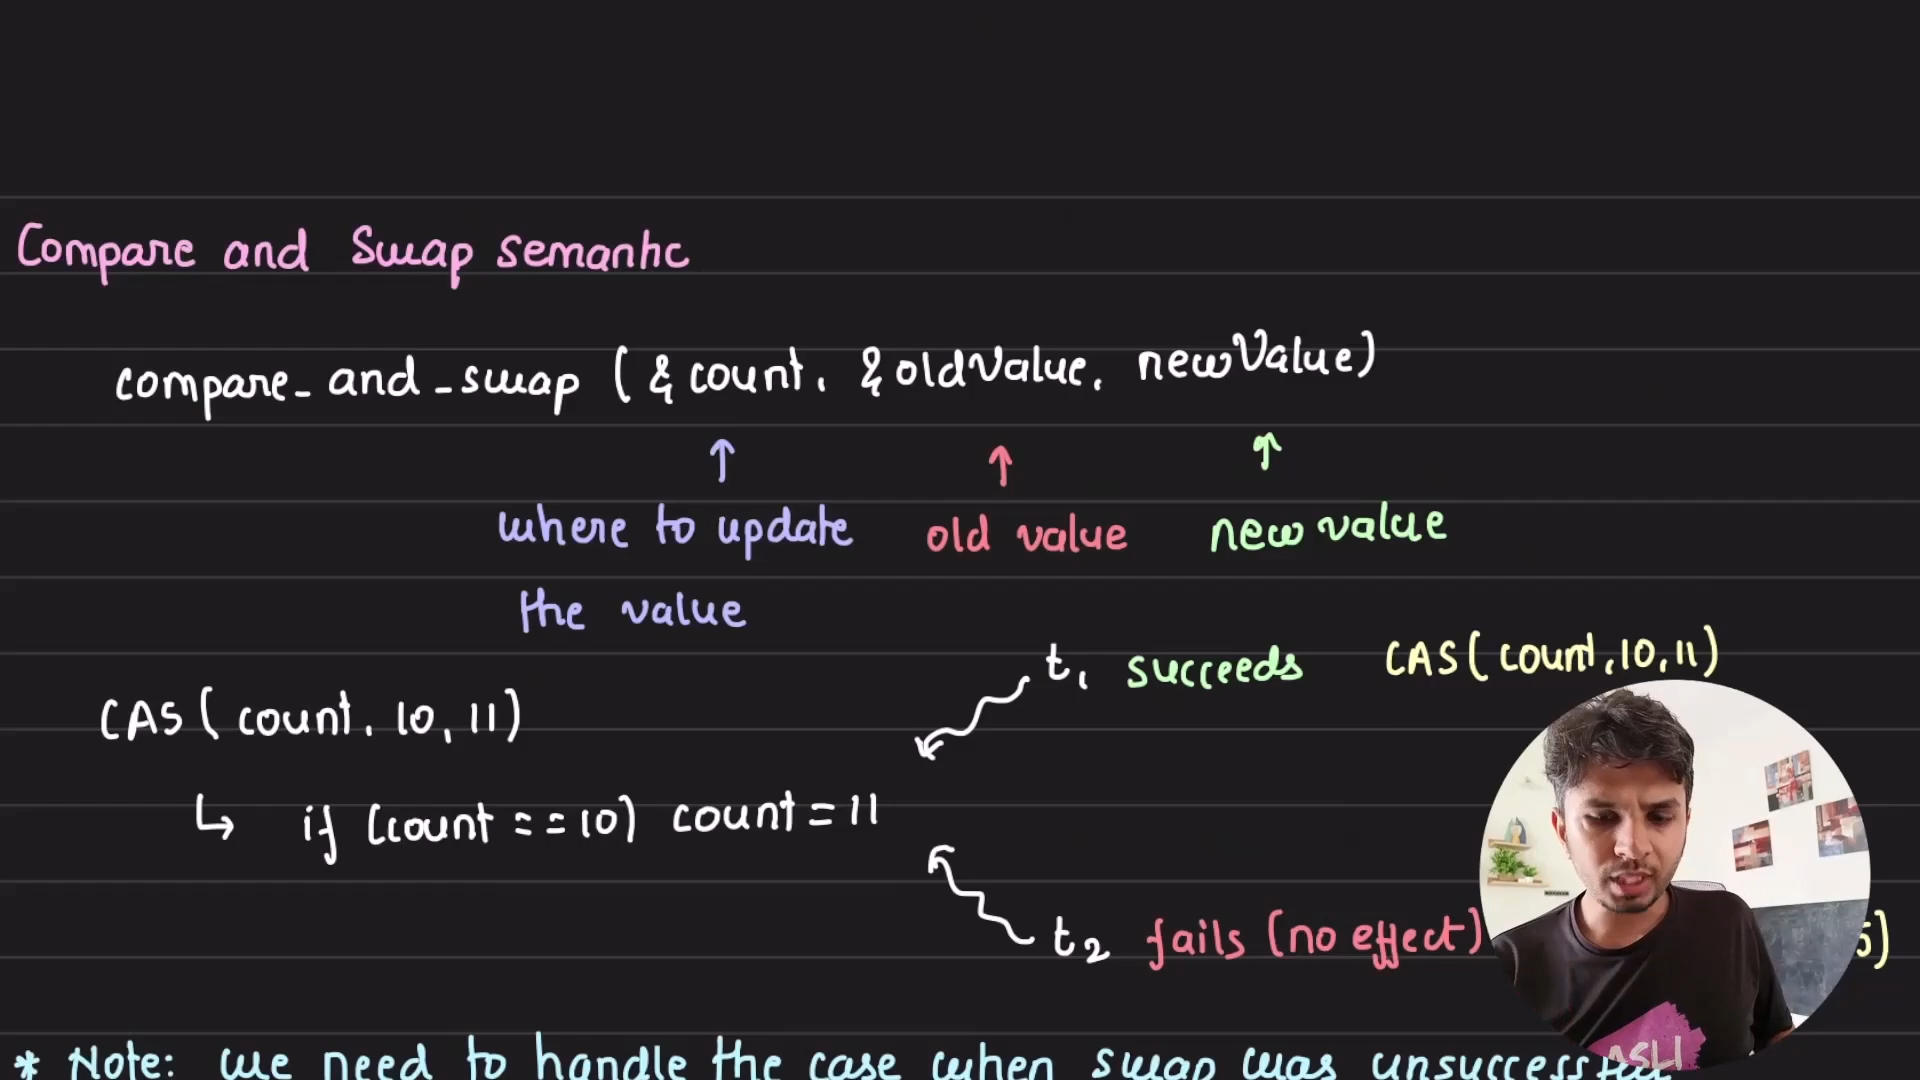 Compare and Swap semantic
compare_and_swap (&count, &oldValue, newValue)
↑ ↑ ↑
where to update old value new value
the value
t1 succeeds CAS(count,10,11)
CAS(count, 10, 11)
↳ if (count==10) count=11
t2 fails (no effect) 5)
* Note: we need to handle the case when swap was
ASLI